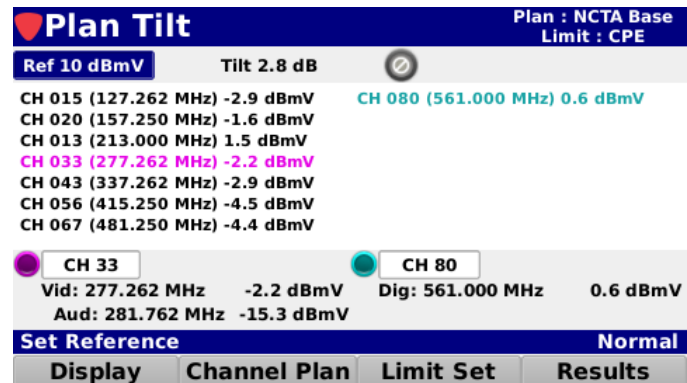 Plan Tilt
Plan : NCTA Base
Limit : CPE
Ref 10 dBmV
Tilt 2.8 dB
CH 015 (127.262 MHz) -2.9 dBmV
CH 020 (157.250 MHz) -1.6 dBmV
CH 013 (213.000 MHz) 1.5 dBmV
CH 033 (277.262 MHz) -2.2 dBmV
CH 043 (337.262 MHz) -2.9 dBmV
CH 056 (415.250 MHz) -4.5 dBmV
CH 067 (481.250 MHz) -4.4 dBmV
CH 080 (561.000 MHz) 0.6 dBmV
CH 33
Vid: 277.262 MHz -2.2 dBmV
Aud: 281.762 MHz -15.3 dBmV
CH 80
Dig: 561.000 MHz 0.6 dBmV
Set Reference
Normal
Display
Channel Plan
Limit Set
Results